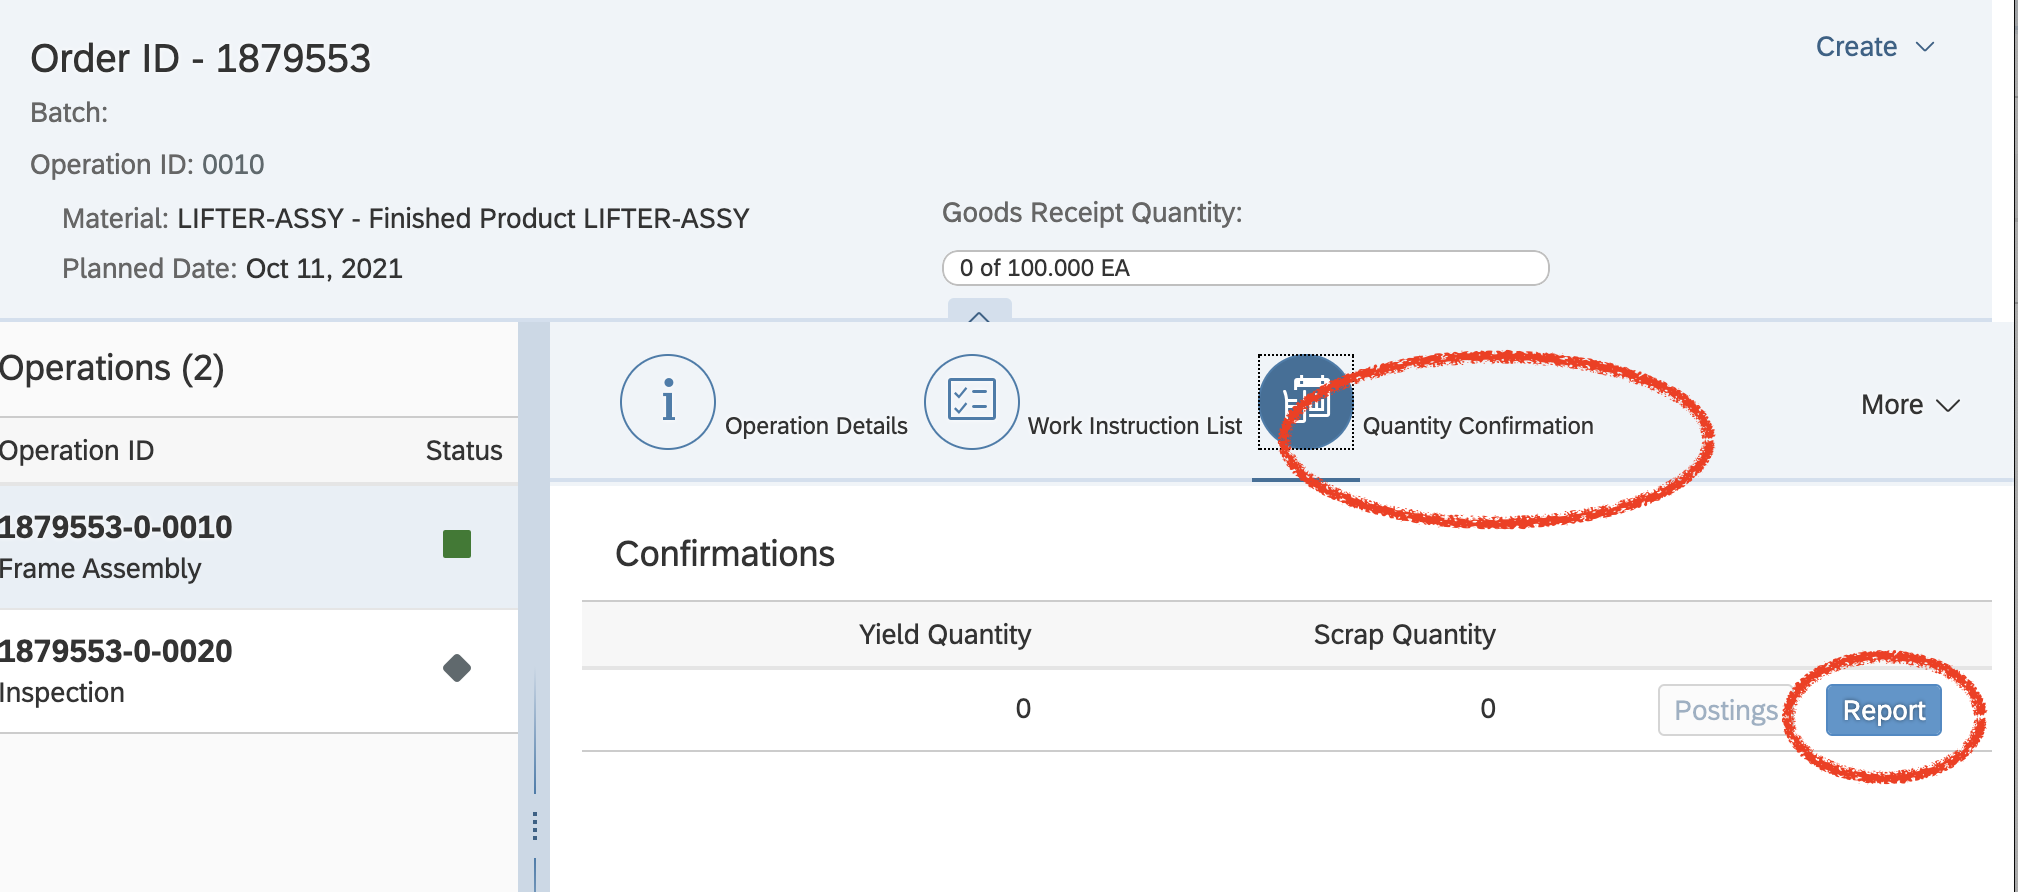 Order ID - 1879553
Create
Batch:
Operation ID: 0010
Material: LIFTER-ASSY - Finished Product LIFTER-ASSY
Planned Date: Oct 11, 2021
Goods Receipt Quantity:
0 of 100.000 EA
Operations (2)
Operation ID Status
1879553-0-0010
Frame Assembly
1879553-0-0020
Inspection
Operation Details Work Instruction List Quantity Confirmation More
Confirmations
Yield Quantity Scrap Quantity
0 0 Postings Report